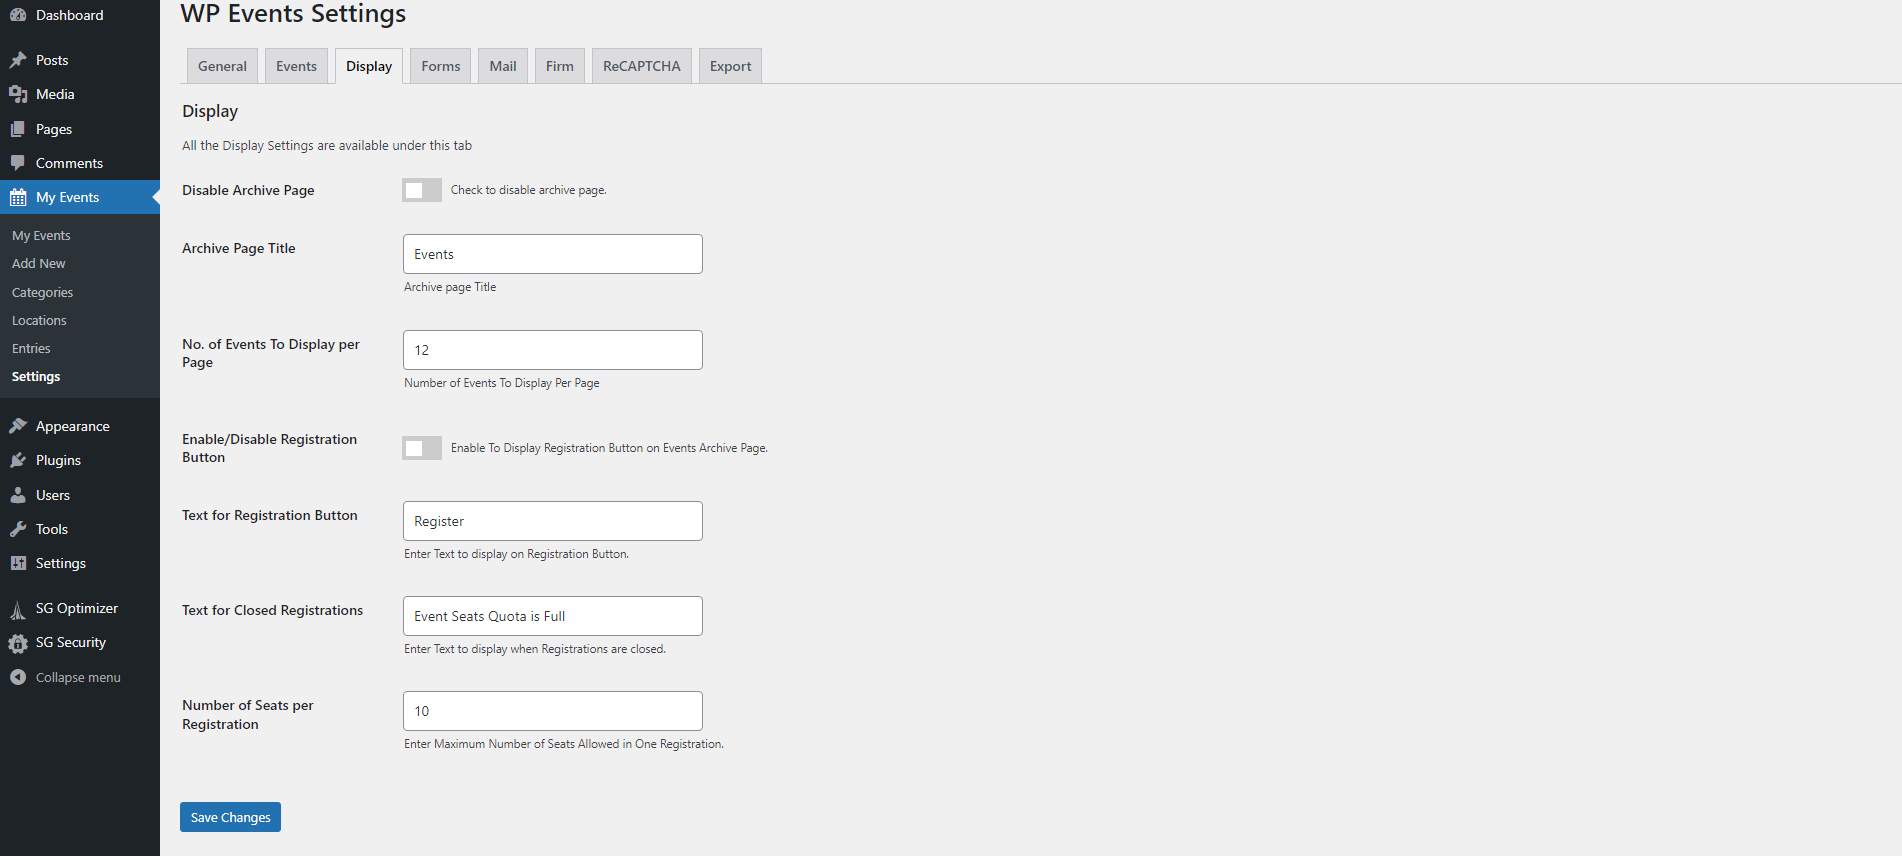 Dashboard
Posts
Media
Pages
Comments
My Events
My Events
Add New
Categories
Locations
Entries
Settings
Appearance
Plugins
Users
Tools
Settings
SG Optimizer
SG Security
Collapse menu
WP Events Settings
General
Events
Display
Forms
Mail
Firm
ReCAPTCHA
Export
Display
All the Display Settings are available under this tab
Disable Archive Page
Check to disable archive page.
Archive Page Title
Events
Archive page Title
No. of Events To Display per
Page
12
Number of Events To Display Per Page
Enable/Disable Registration
Button
Enable To Display Registration Button on Events Archive Page.
Text for Registration Button
Register
Enter Text to display on Registration Button.
Text for Closed Registrations
Event Seats Quota is Full
Enter Text to display when Registrations are closed.
Number of Seats per
Registration
10
Enter Maximum Number of Seats Allowed in One Registration.
Save Changes